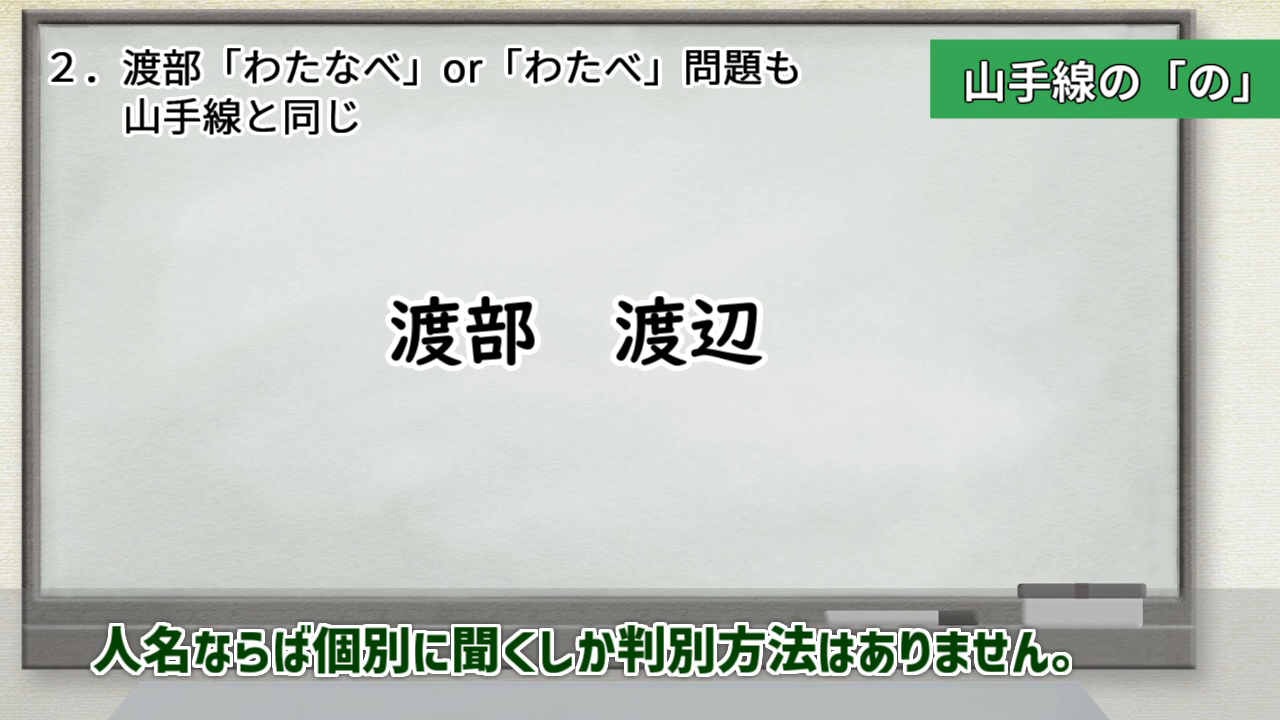 ２．渡部「わたなべ」or「わたべ」問題も
山手線と同じ
山手線の「の」
渡部　渡辺
人名ならば個別に聞くしか判別方法はありません。